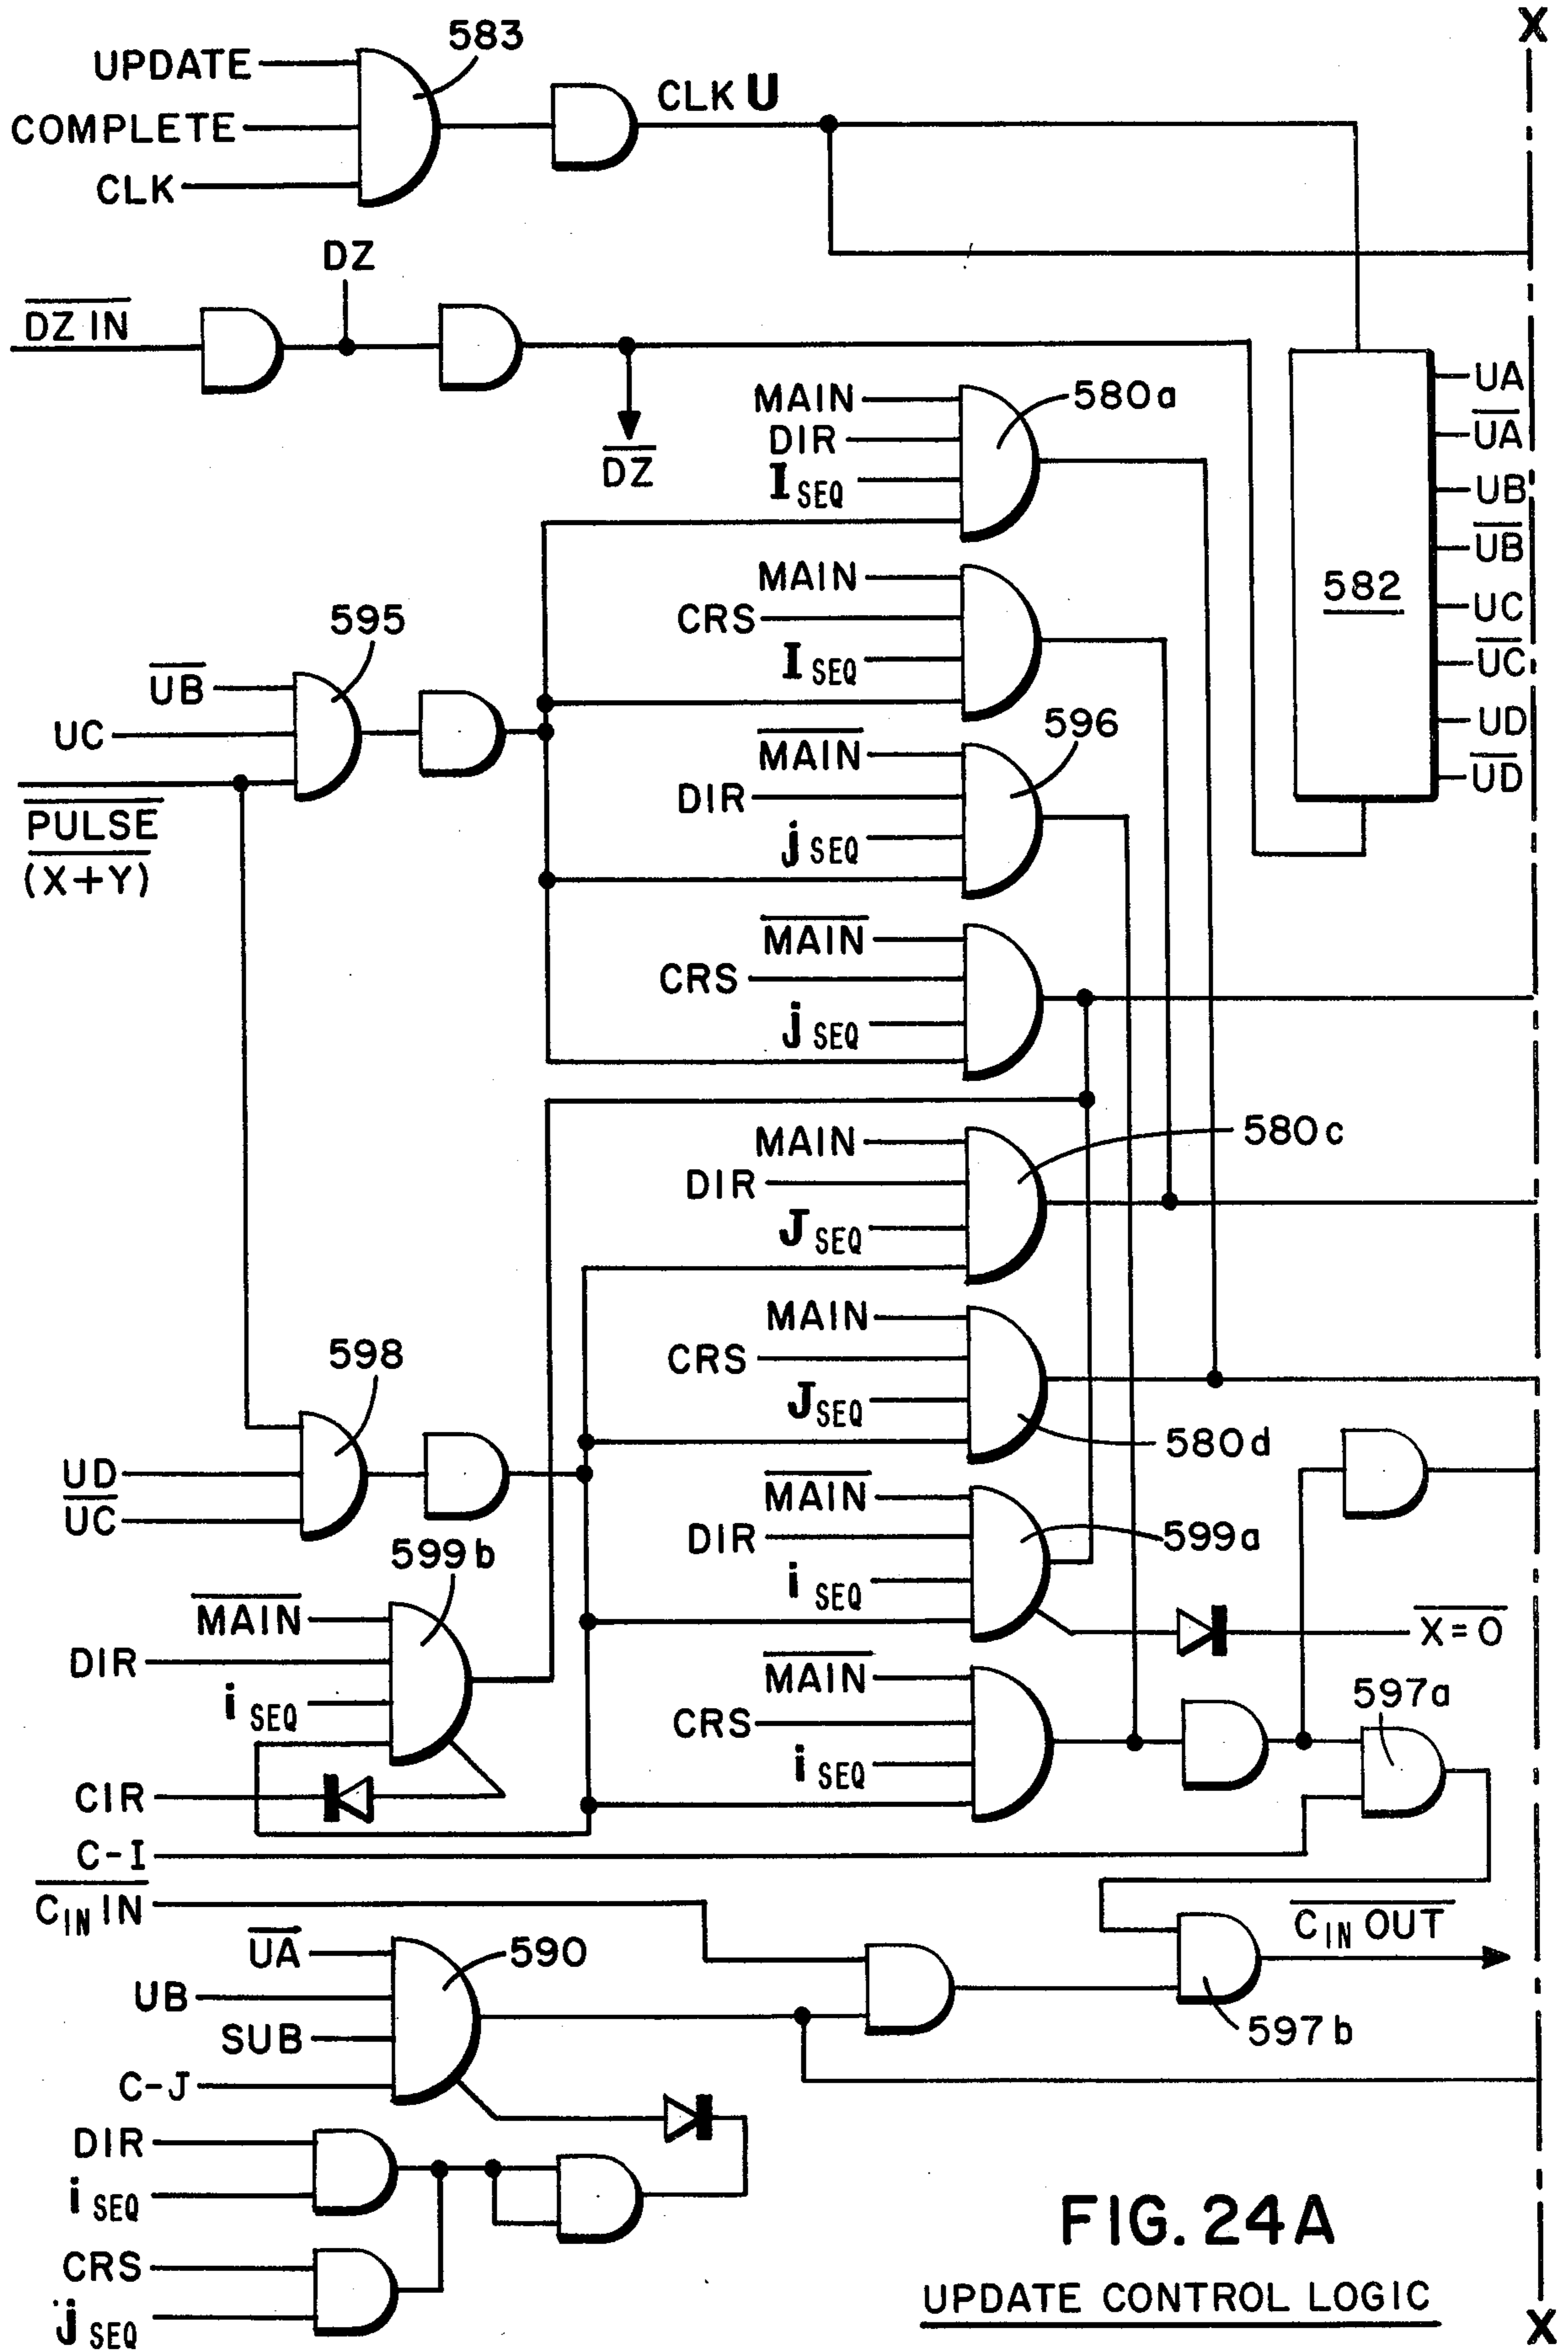 X
583
UPDATE
COMPLETE
CLK
CLK U
DZ
DZ IN
DZ
UA
UA
UB
UB
UC
UC
UD
UD
582
MAIN
DIR
I SEQ
580a
MAIN
CRS
I SEQ
595
UB
UC
PULSE
(X+Y)
MAIN
DIR
j SEQ
596
MAIN
CRS
j SEQ
MAIN
DIR
J SEQ
580c
MAIN
CRS
J SEQ
580d
598
UD
UC
MAIN
DIR
i SEQ
599a
X=0
599b
MAIN
DIR
i SEQ
CIR
MAIN
CRS
i SEQ
597a
C-I
CIN IN
CIN OUT
597b
UA
UB
SUB
C-J
590
DIR
i SEQ
CRS
j SEQ
FIG. 24A
UPDATE CONTROL LOGIC
X